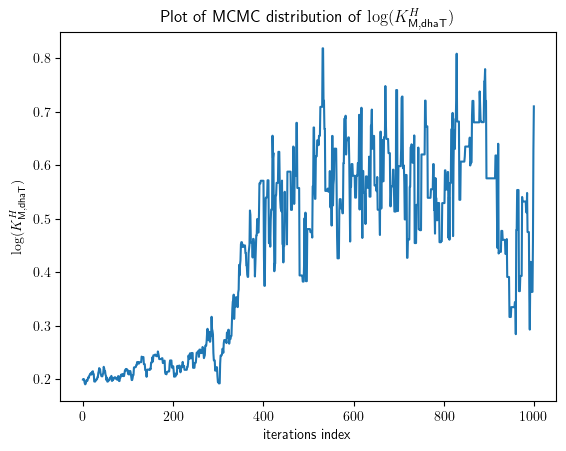 Plot of MCMC distribution of log(K^H_{M,dhaT})
log(K^H_{M,dhaT})
0.8
0.7
0.6
0.5
0.4
0.3
0.2
0 200 400 600 800 1000
iterations index